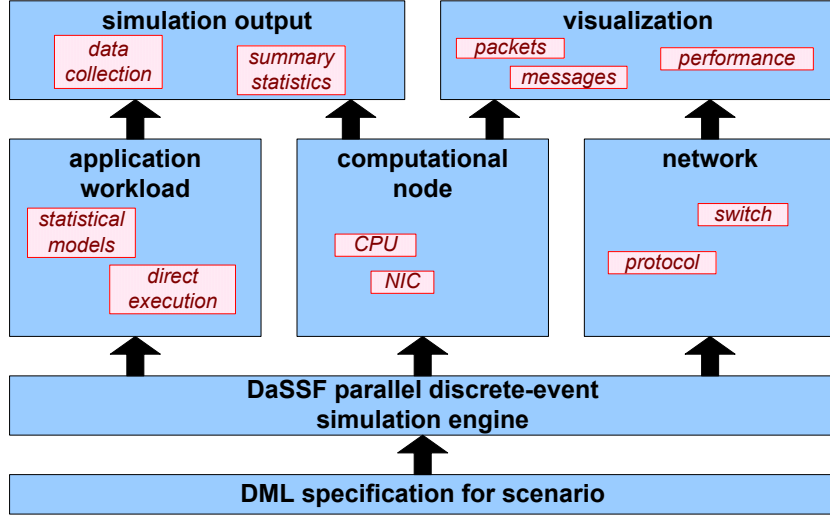 simulation output
data
collection
summary
statistics
visualization
packets
messages
performance
application
workload
statistical
models
direct
execution
computational
node
CPU
NIC
network
switch
protocol
DaSSF parallel discrete-event
simulation engine
DML specification for scenario